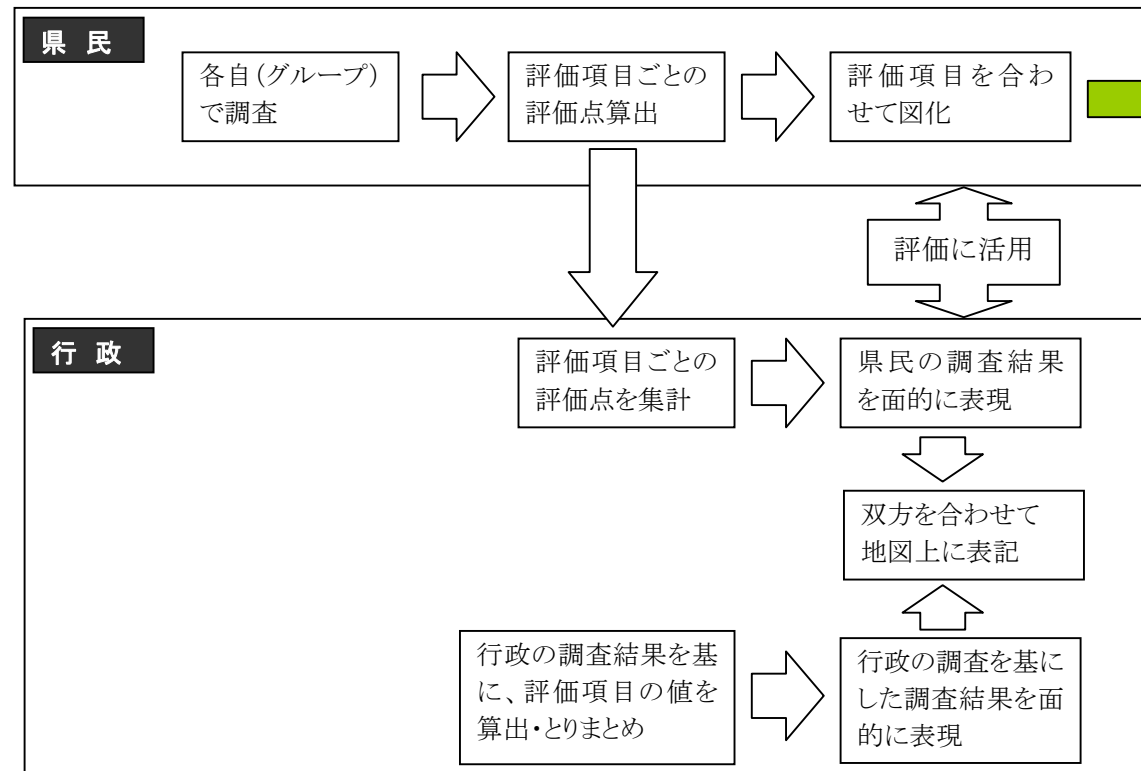 県 民
各自(グループ)
で調査
評価項目ごとの
評価点算出
評価項目を合わ
せて図化
評価に活用
行 政
評価項目ごとの
評価点を集計
県民の調査結果
を面的に表現
双方を合わせて
地図上に表記
行政の調査結果を基
に、評価項目の値を
算出・とりまとめ
行政の調査を基に
した調査結果を面
的に表現